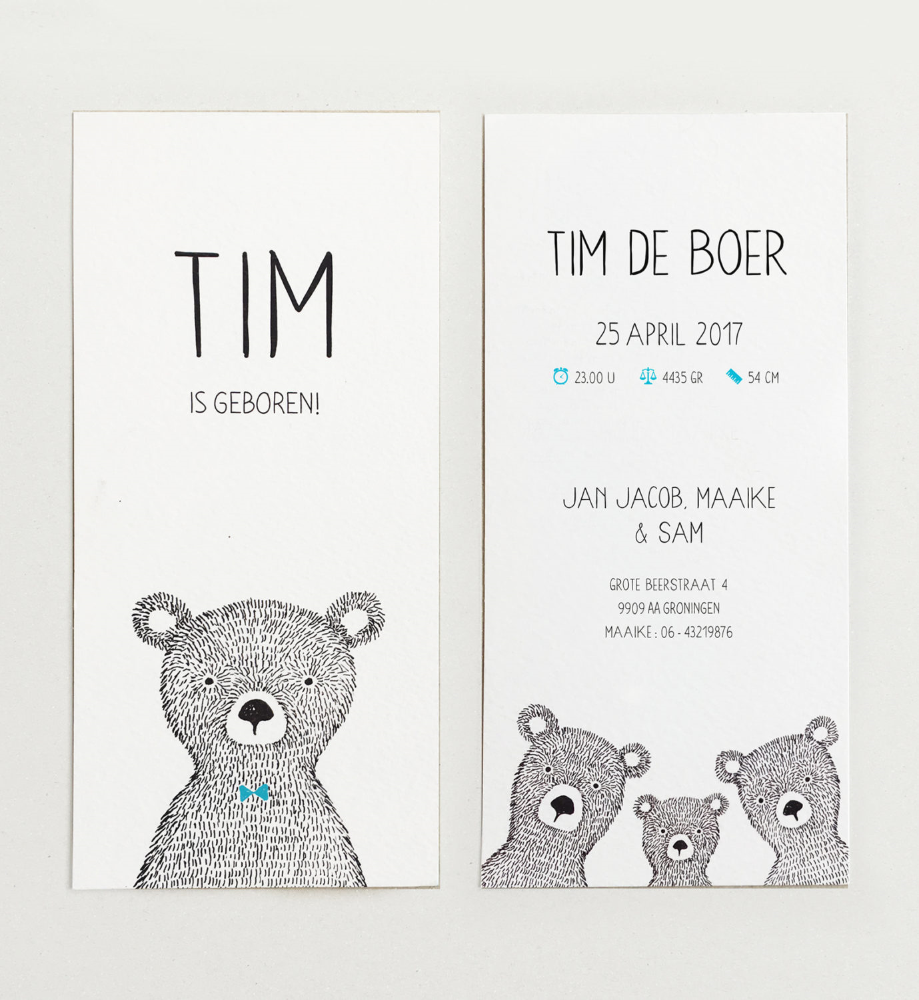 TIM
IS GEBOREN!
TIM DE BOER
25 APRIL 2017
23.00 U 4435 GR 54 CM
JAN JACOB, MAAIKE
& SAM
GROTE BEERSTRAAT 4
9909 AA GRONINGEN
MAAIKE: 06 - 43219876